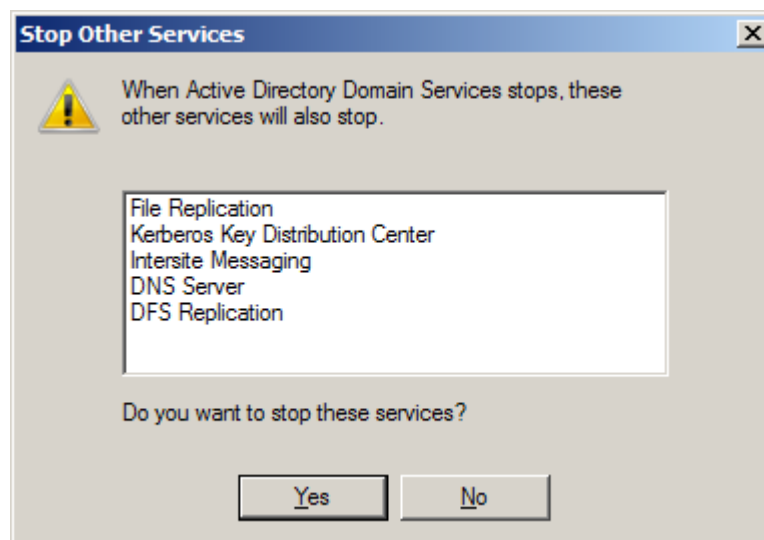 Stop Other Services
When Active Directory Domain Services stops, these
other services will also stop.
File Replication
Kerberos Key Distribution Center
Intersite Messaging
DNS Server
DFS Replication
Do you want to stop these services?
Yes No